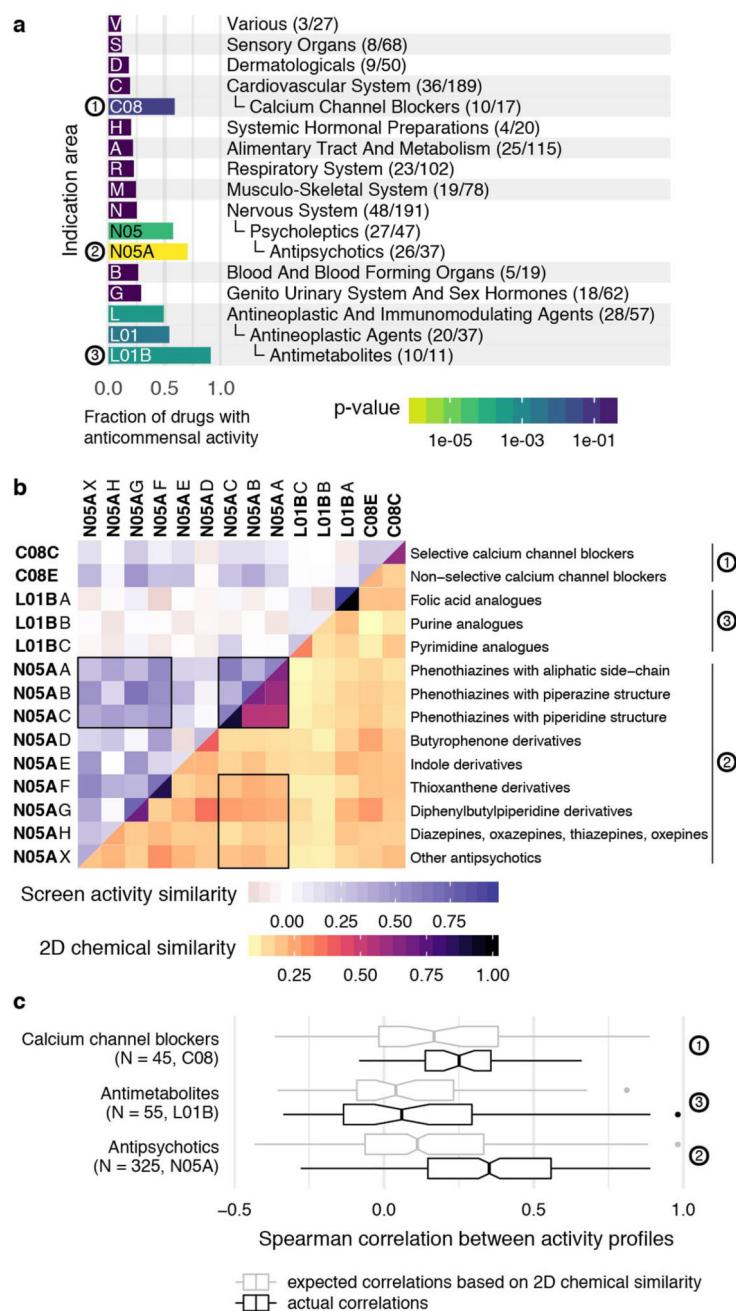 a
Indication area
V Various (3/27)
S Sensory Organs (8/68)
D Dermatologicals (9/50)
C Cardiovascular System (36/189)
1 C08 Calcium Channel Blockers (10/17)
H Systemic Hormonal Preparations (4/20)
A Alimentary Tract And Metabolism (25/115)
R Respiratory System (23/102)
M Musculo-Skeletal System (19/78)
N Nervous System (48/191)
N05 Psycholeptics (27/47)
2 N05A Antipsychotics (26/37)
B Blood And Blood Forming Organs (5/19)
G Genito Urinary System And Sex Hormones (18/62)
L Antineoplastic And Immunomodulating Agents (28/57)
L01 Antineoplastic Agents (20/37)
3 L01B Antimetabolites (10/11)
0.0 0.5 1.0
Fraction of drugs with
anticommensal activity
p-value
1e-05 1e-03 1e-01
b
N05AX N05AH N05AG N05AF N05AE N05AD N05AC N05AB N05AA L01BC L01BB L01BA C08E C08C
C08C Selective calcium channel blockers
C08E Non-selective calcium channel blockers
1
L01BA Folic acid analogues
L01BB Purine analogues
L01BC Pyrimidine analogues
3
N05AA Phenothiazines with aliphatic side-chain
N05AB Phenothiazines with piperazine structure
N05AC Phenothiazines with piperidine structure
N05AD Butyrophenone derivatives
N05AE Indole derivatives
N05AF Thioxanthene derivatives
N05AG Diphenylbutylpiperidine derivatives
N05AH Diazepines, oxazepines, thiazepines, oxepines
N05AX Other antipsychotics
2
Screen activity similarity
0.00 0.25 0.50 0.75
2D chemical similarity
0.25 0.50 0.75 1.00
c
Calcium channel blockers
(N = 45, C08)
1
Antimetabolites
(N = 55, L01B)
3
Antipsychotics
(N = 325, N05A)
2
−0.5 0.0 0.5 1.0
Spearman correlation between activity profiles
expected correlations based on 2D chemical similarity
actual correlations